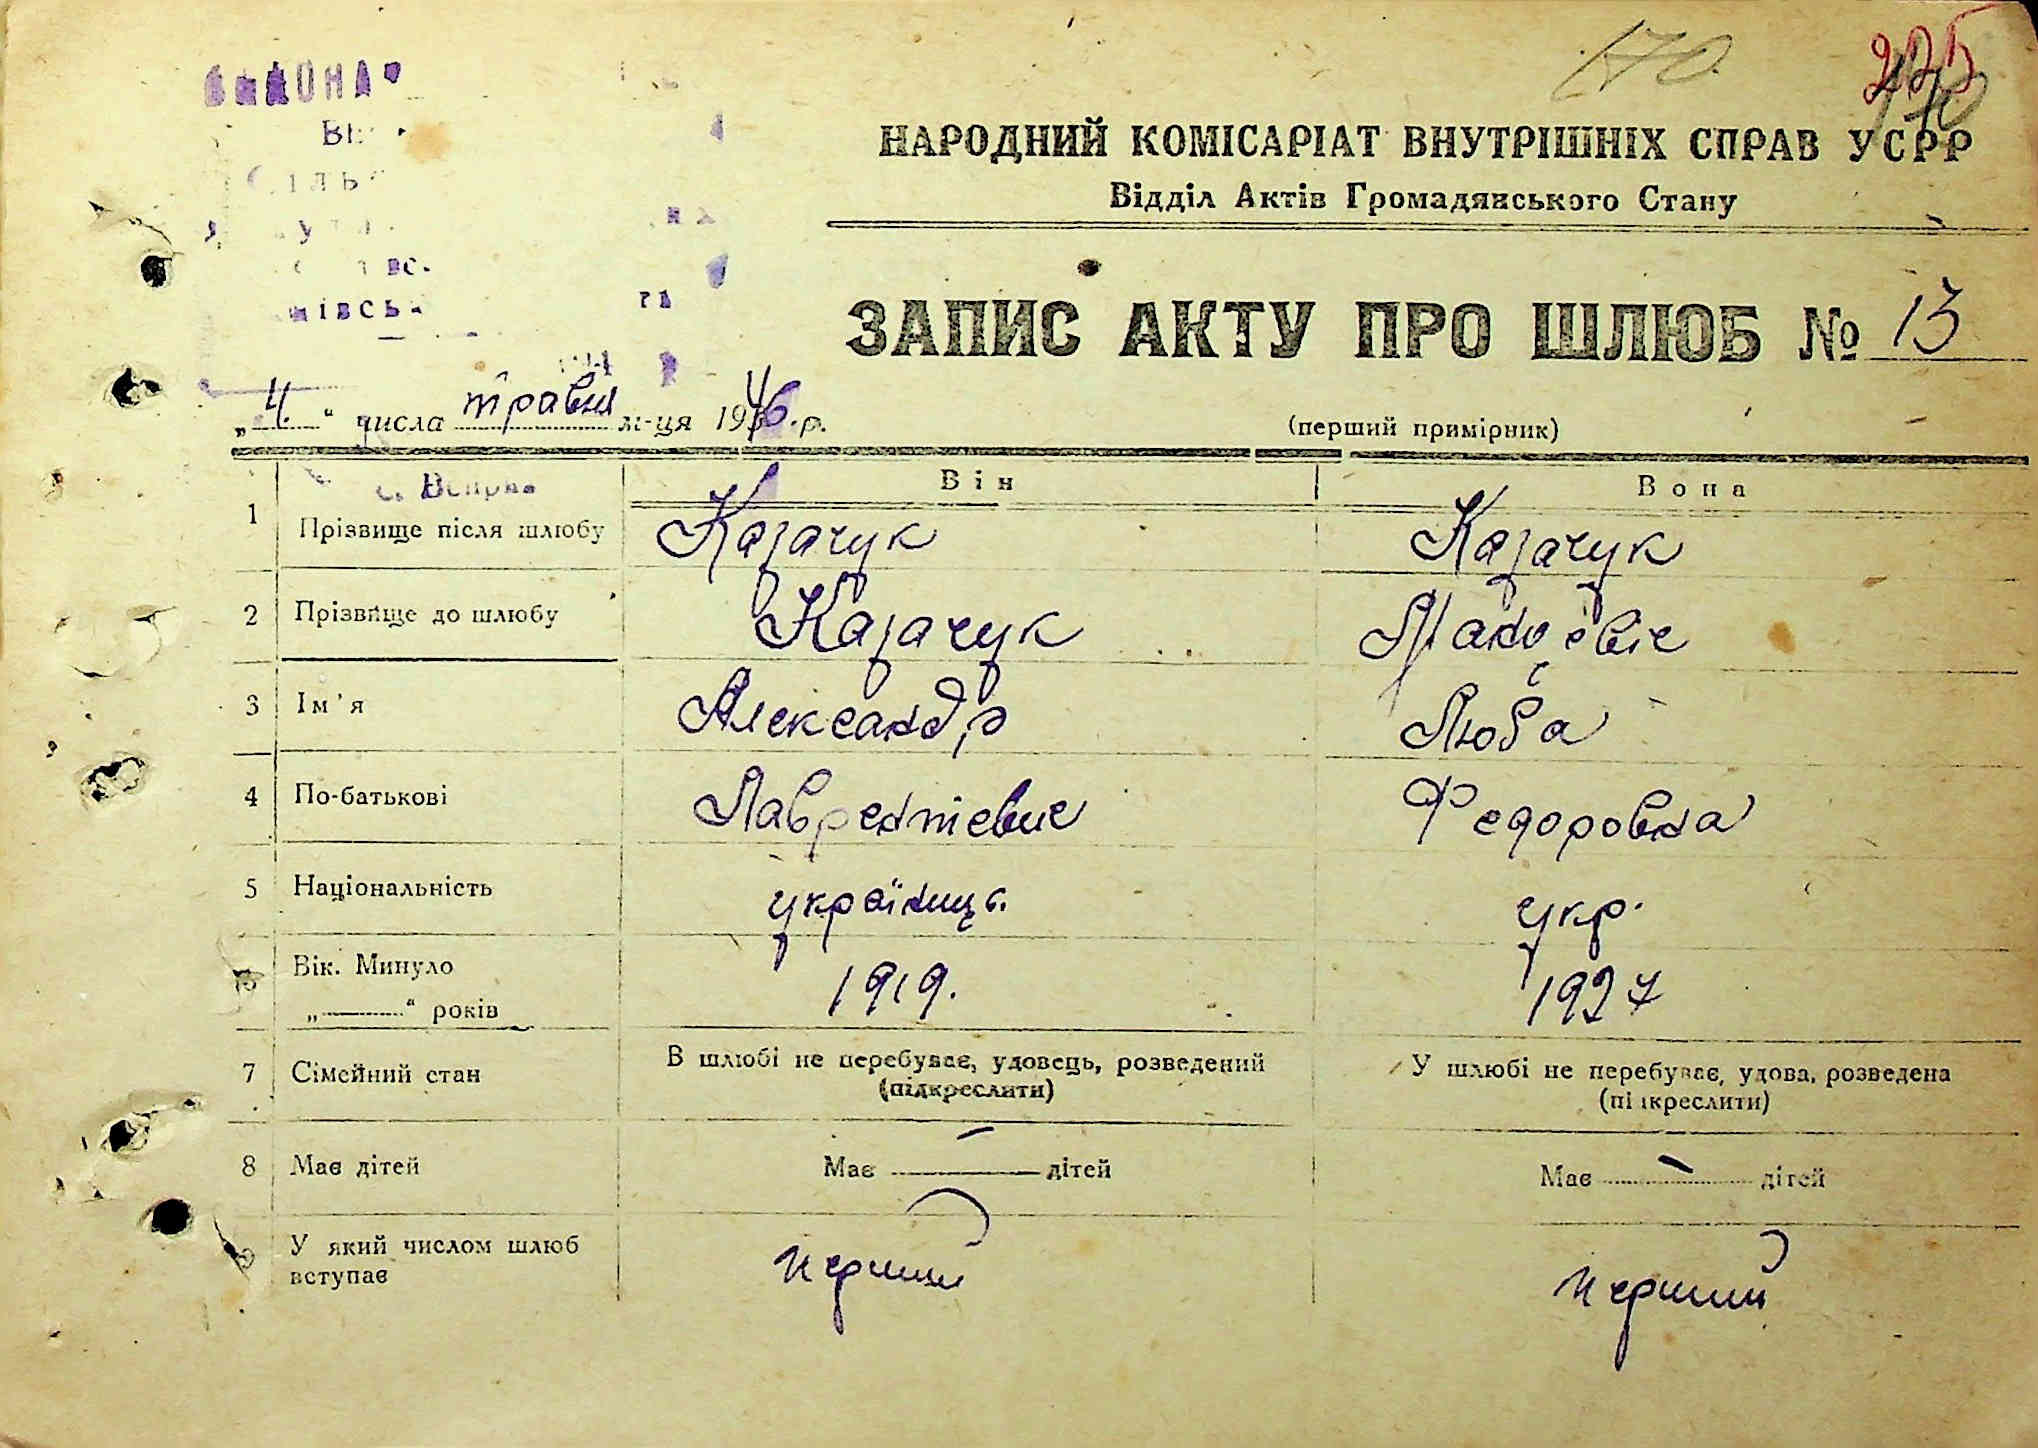 170.
225
170
НАРОДНИЙ КОМІСАРІАТ ВНУТРІШНІХ СПРАВ УСРР
Відділ Актів Громадянського Стану
ЗАПИС АКТУ ПРО ШЛЮБ № 13
„4.“ числа травня м-ця 1946.р.
(перший примірник)
Він Вона
1 Прізвище після шлюбу Казачук Казачук
2 Прізвище до шлюбу Казачук
3 Ім'я Александр Люба
4 По-батькові Лаврентієвич Федоровна
5 Національність українць. укр.
Вік. Минуло
„ “ років 1919. 1927
7 Сімейний стан В шлюбі не перебуває, удовець, розведений У шлюбі не перебуває, удова, розведена
(підкреслити) (підкреслити)
8 Має дітей Має — дітей Має — дітей
9 У який числом шлюб
вступає перший перший